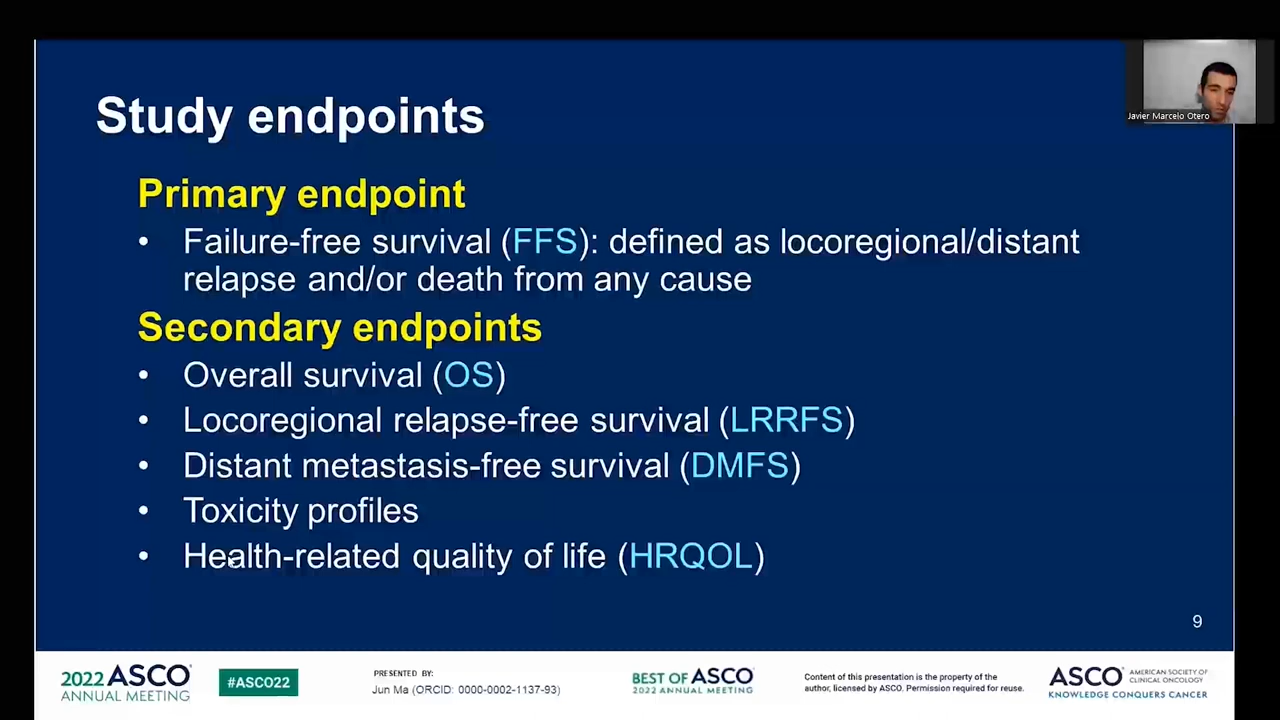 Study endpoints
Javier Marcelo Otero
Primary endpoint
• Failure-free survival (FFS): defined as locoregional/distant
relapse and/or death from any cause
Secondary endpoints
• Overall survival (OS)
• Locoregional relapse-free survival (LRRFS)
• Distant metastasis-free survival (DMFS)
• Toxicity profiles
• Health-related quality of life (HRQOL)
9
2022 ASCO
ANNUAL MEETING
#ASCO22
PRESENTED BY:
Jun Ma (ORCID: 0000-0002-1137-93)
BEST OF ASCO
2022 ANNUAL MEETING
Content of this presentation is the property of the
author, licensed by ASCO. Permission required for reuse.
ASCO AMERICAN SOCIETY OF
CLINICAL ONCOLOGY
KNOWLEDGE CONQUERS CANCER